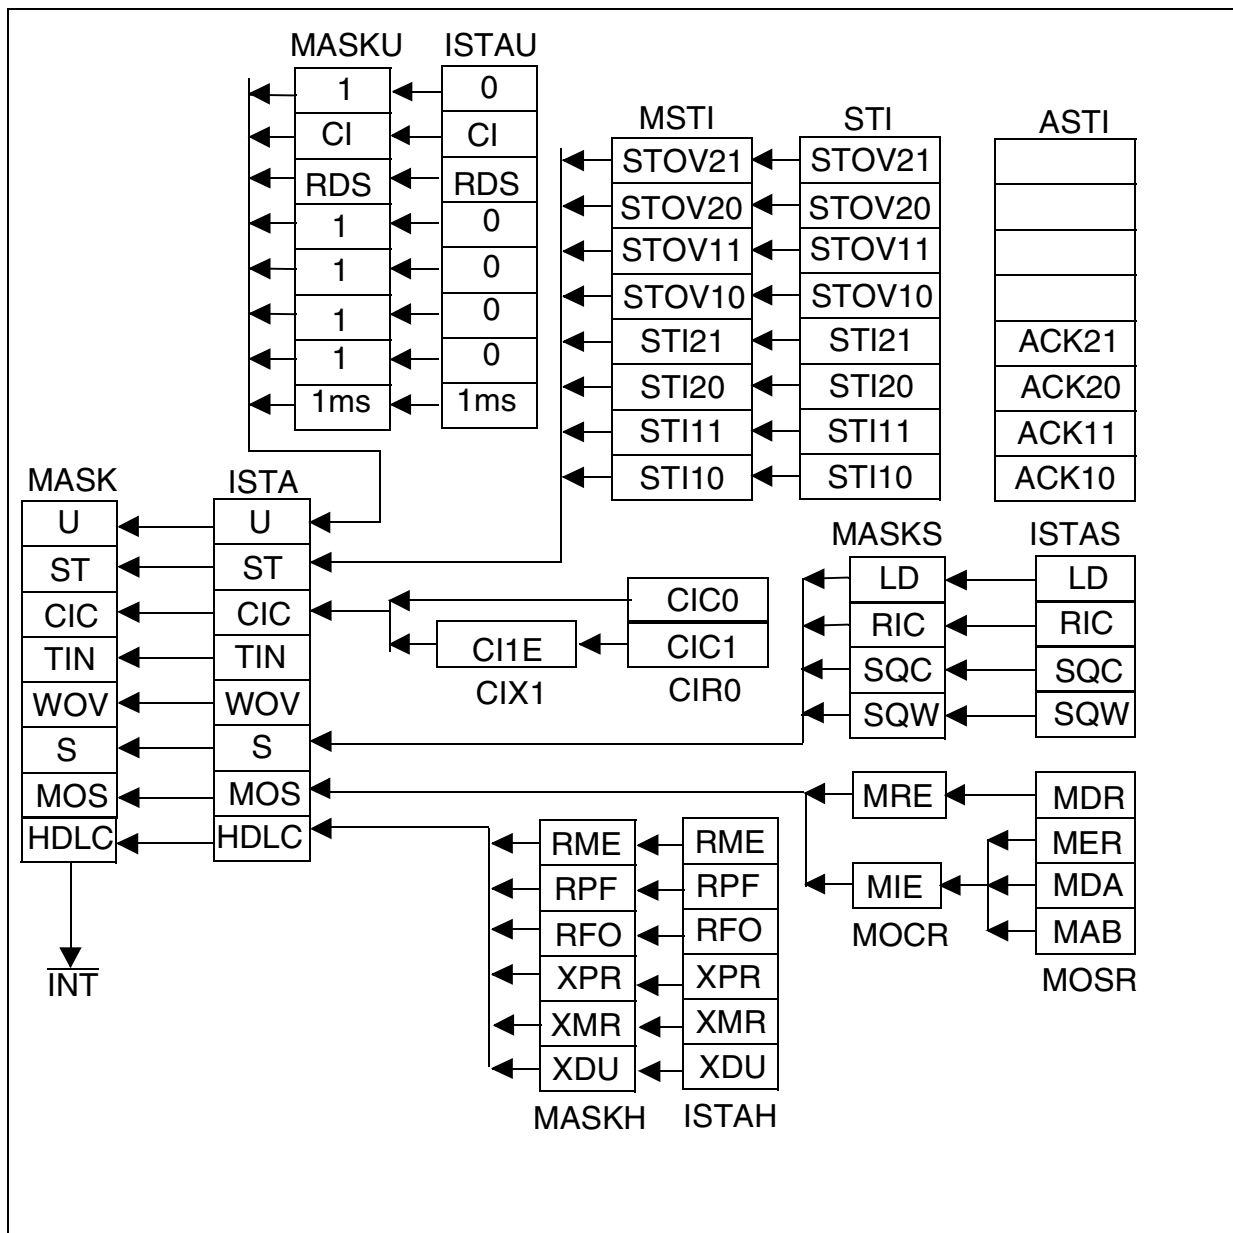 MASKU ISTAU
1 0
CI CI
RDS RDS
1 0
1 0
1 0
1 0
1ms 1ms
MSTI STI ASTI
STOV21 STOV21
STOV20 STOV20
STOV11 STOV11
STOV10 STOV10
STI21 STI21 ACK21
STI20 STI20 ACK20
STI11 STI11 ACK11
STI10 STI10 ACK10
MASK ISTA
U U
ST ST
CIC CIC
TIN TIN
WOV WOV
S S
MOS MOS
HDLC HDLC
INT
CIC0
CI1E CIC1
CIX1 CIR0
MASKS ISTAS
LD LD
RIC RIC
SQC SQC
SQW SQW
MRE MDR
MER
MIE MDA
MAB
MOCR MOSR
RME RME
RPF RPF
RFO RFO
XPR XPR
XMR XMR
XDU XDU
MASKH ISTAH